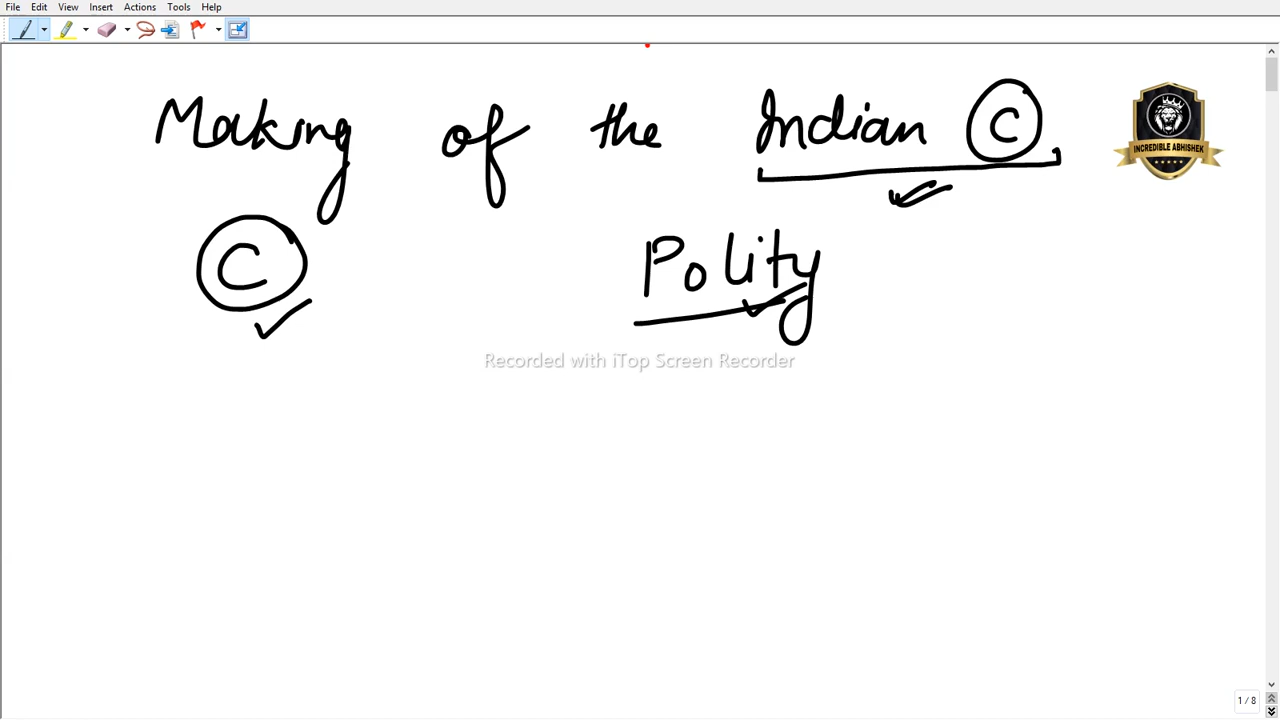 File Edit View Insert Actions Tools Help
Making of the Indian C
INCREDIBLE ABHISHEK
C Polity
Recorded with iTop Screen Recorder
1 / 8